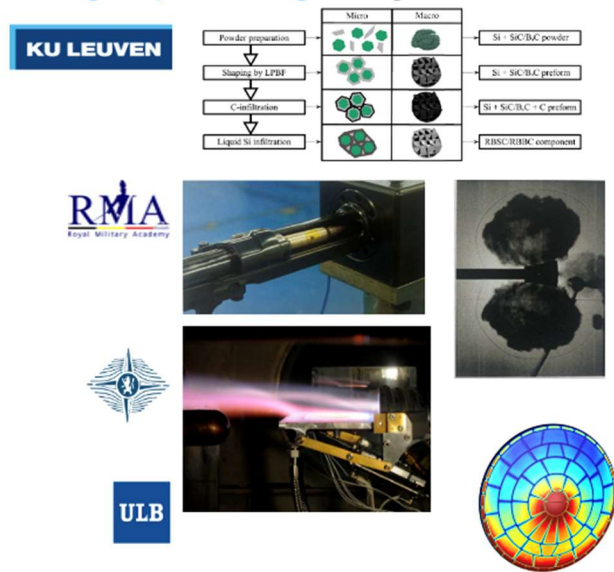 KU LEUVEN
Micro
Macro
Powder preparation
Si + SiC/B₄C powder
Shaping by LPBF
Si + SiC/B₄C preform
C-infiltration
Si + SiC/B₄C + C preform
Liquid Si infiltration
RBSC/RBBC component
RMA
Royal Military Academy
ULB